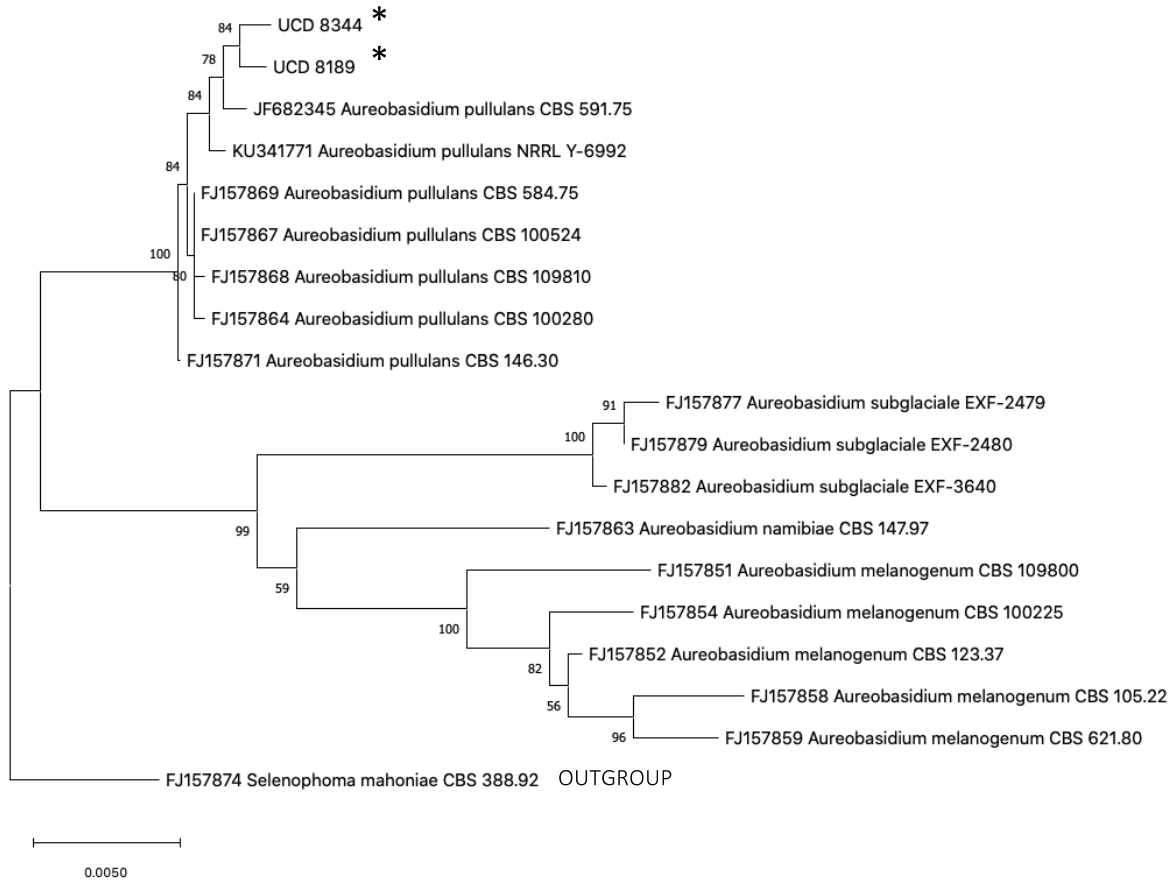 84
UCD 8344 *
78
UCD 8189 *
84
JF682345 Aureobasidium pullulans CBS 591.75
KU341771 Aureobasidium pullulans NRRL Y-6992
84
FJ157869 Aureobasidium pullulans CBS 584.75
FJ157867 Aureobasidium pullulans CBS 100524
100
80
FJ157868 Aureobasidium pullulans CBS 109810
FJ157864 Aureobasidium pullulans CBS 100280
FJ157871 Aureobasidium pullulans CBS 146.30
91
FJ157877 Aureobasidium subglaciale EXF-2479
100
FJ157879 Aureobasidium subglaciale EXF-2480
FJ157882 Aureobasidium subglaciale EXF-3640
99
FJ157863 Aureobasidium namibiae CBS 147.97
59
FJ157851 Aureobasidium melanogenum CBS 109800
100
FJ157854 Aureobasidium melanogenum CBS 100225
82
FJ157852 Aureobasidium melanogenum CBS 123.37
56
FJ157858 Aureobasidium melanogenum CBS 105.22
96
FJ157859 Aureobasidium melanogenum CBS 621.80
FJ157874 Selenophoma mahoniae CBS 388.92 OUTGROUP
0.0050